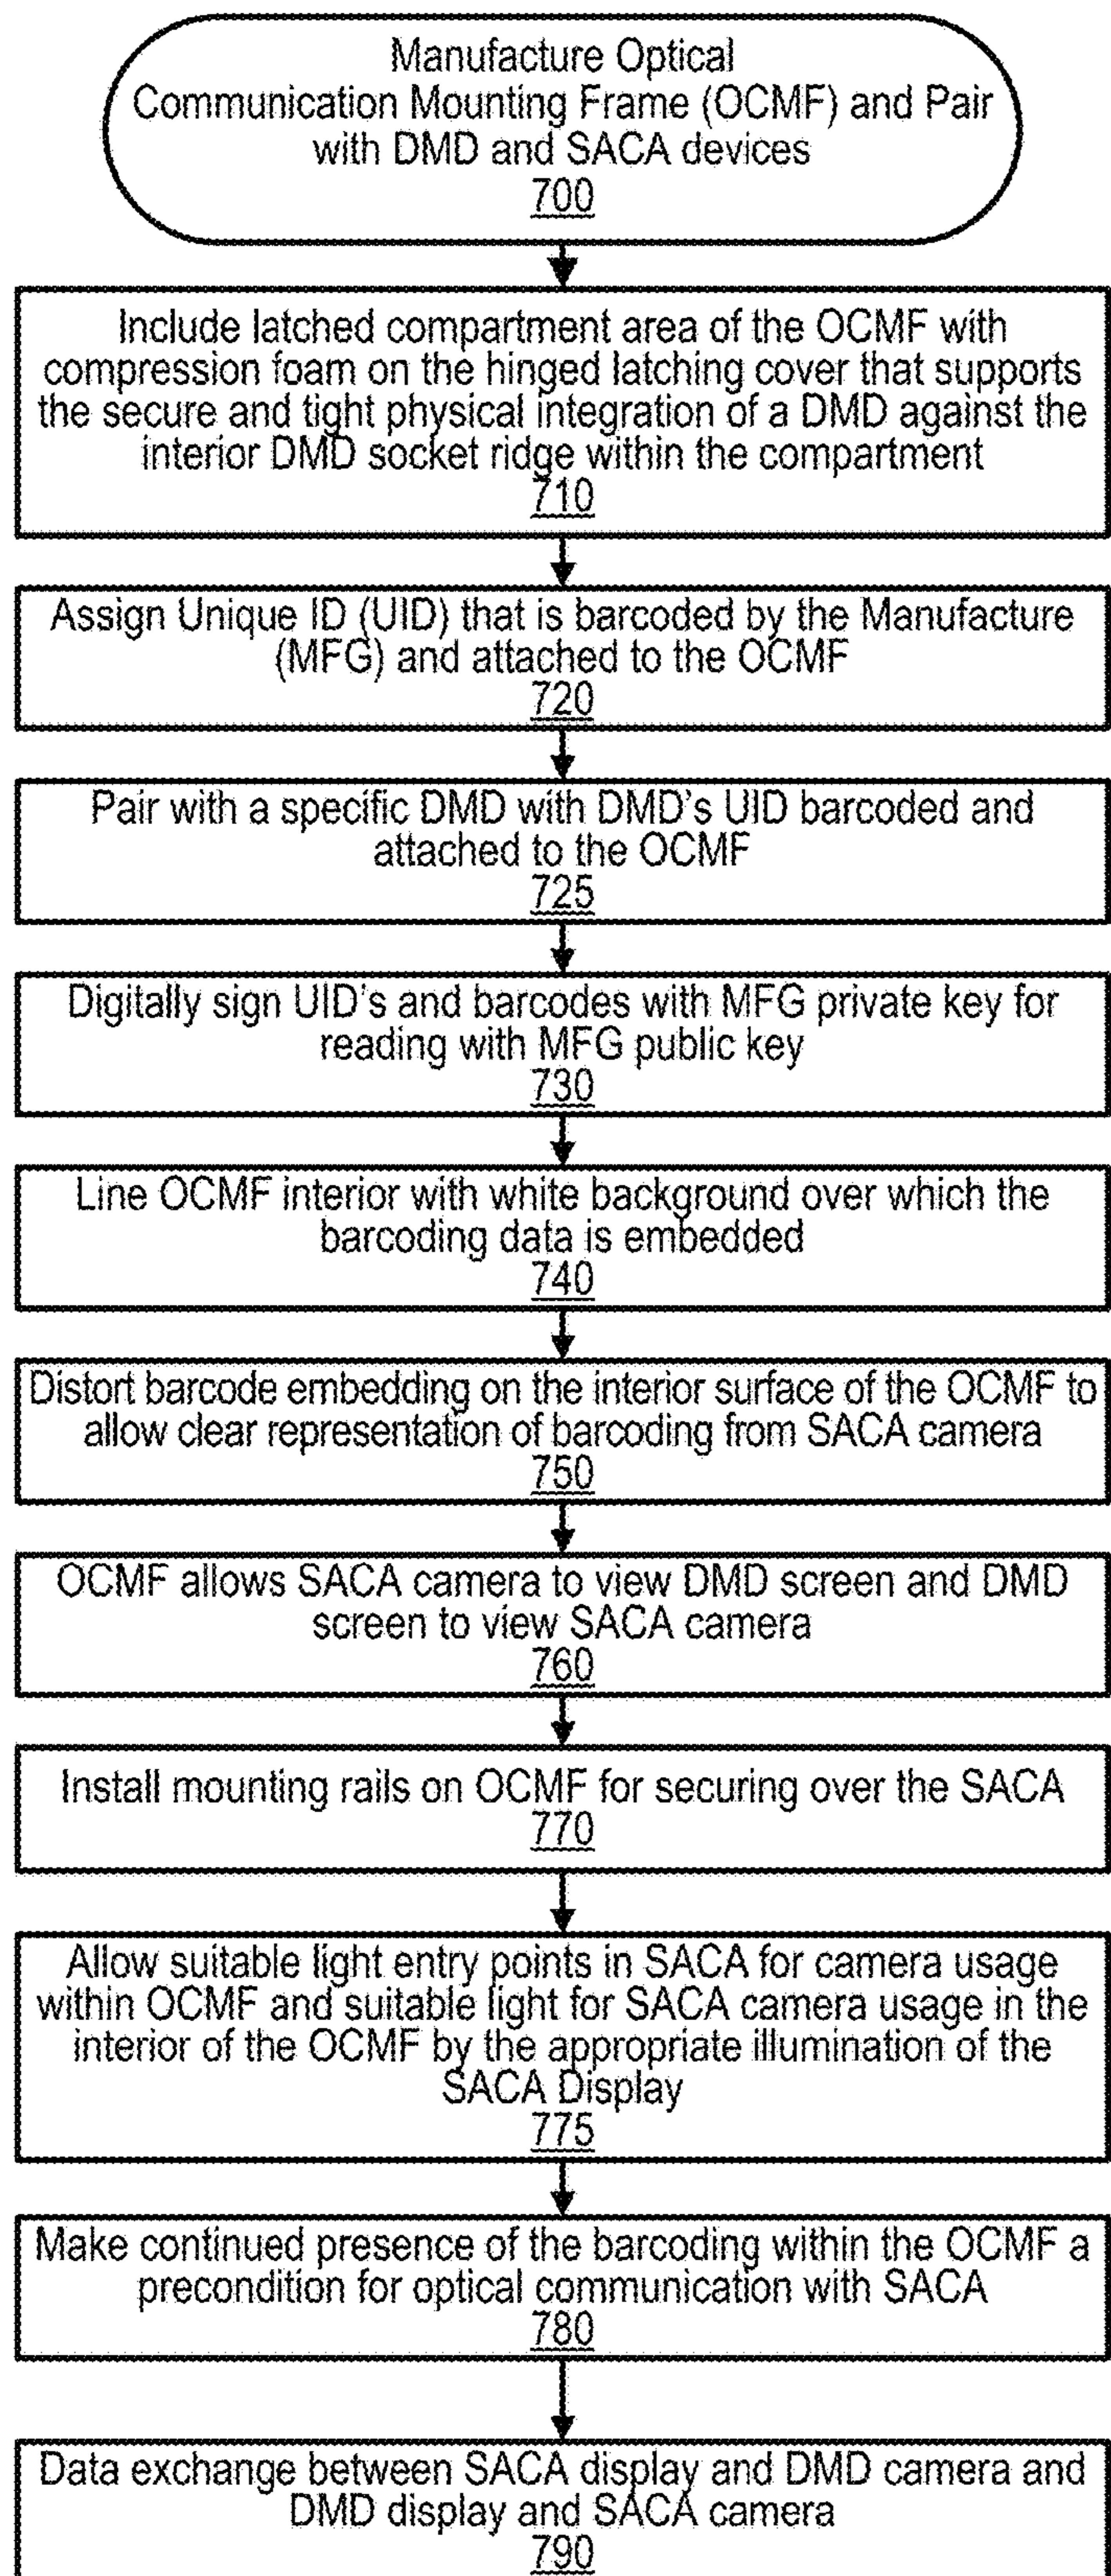 Manufacture Optical
Communication Mounting Frame (OCMF) and Pair
with DMD and SACA devices
700
Include latched compartment area of the OCMF with
compression foam on the hinged latching cover that supports
the secure and tight physical integration of a DMD against the
interior DMD socket ridge within the compartment
710
Assign Unique ID (UID) that is barcoded by the Manufacture
(MFG) and attached to the OCMF
720
Pair with a specific DMD with DMD's UID barcoded and
attached to the OCMF
725
Digitally sign UID's and barcodes with MFG private key for
reading with MFG public key
730
Line OCMF interior with white background over which the
barcoding data is embedded
740
Distort barcode embedding on the interior surface of the OCMF to
allow clear representation of barcoding from SACA camera
750
OCMF allows SACA camera to view DMD screen and DMD
screen to view SACA camera
760
Install mounting rails on OCMF for securing over the SACA
770
Allow suitable light entry points in SACA for camera usage
within OCMF and suitable light for SACA camera usage in the
interior of the OCMF by the appropriate illumination of the
SACA Display
775
Make continued presence of the barcoding within the OCMF a
precondition for optical communication with SACA
780
Data exchange between SACA display and DMD camera and
DMD display and SACA camera
790